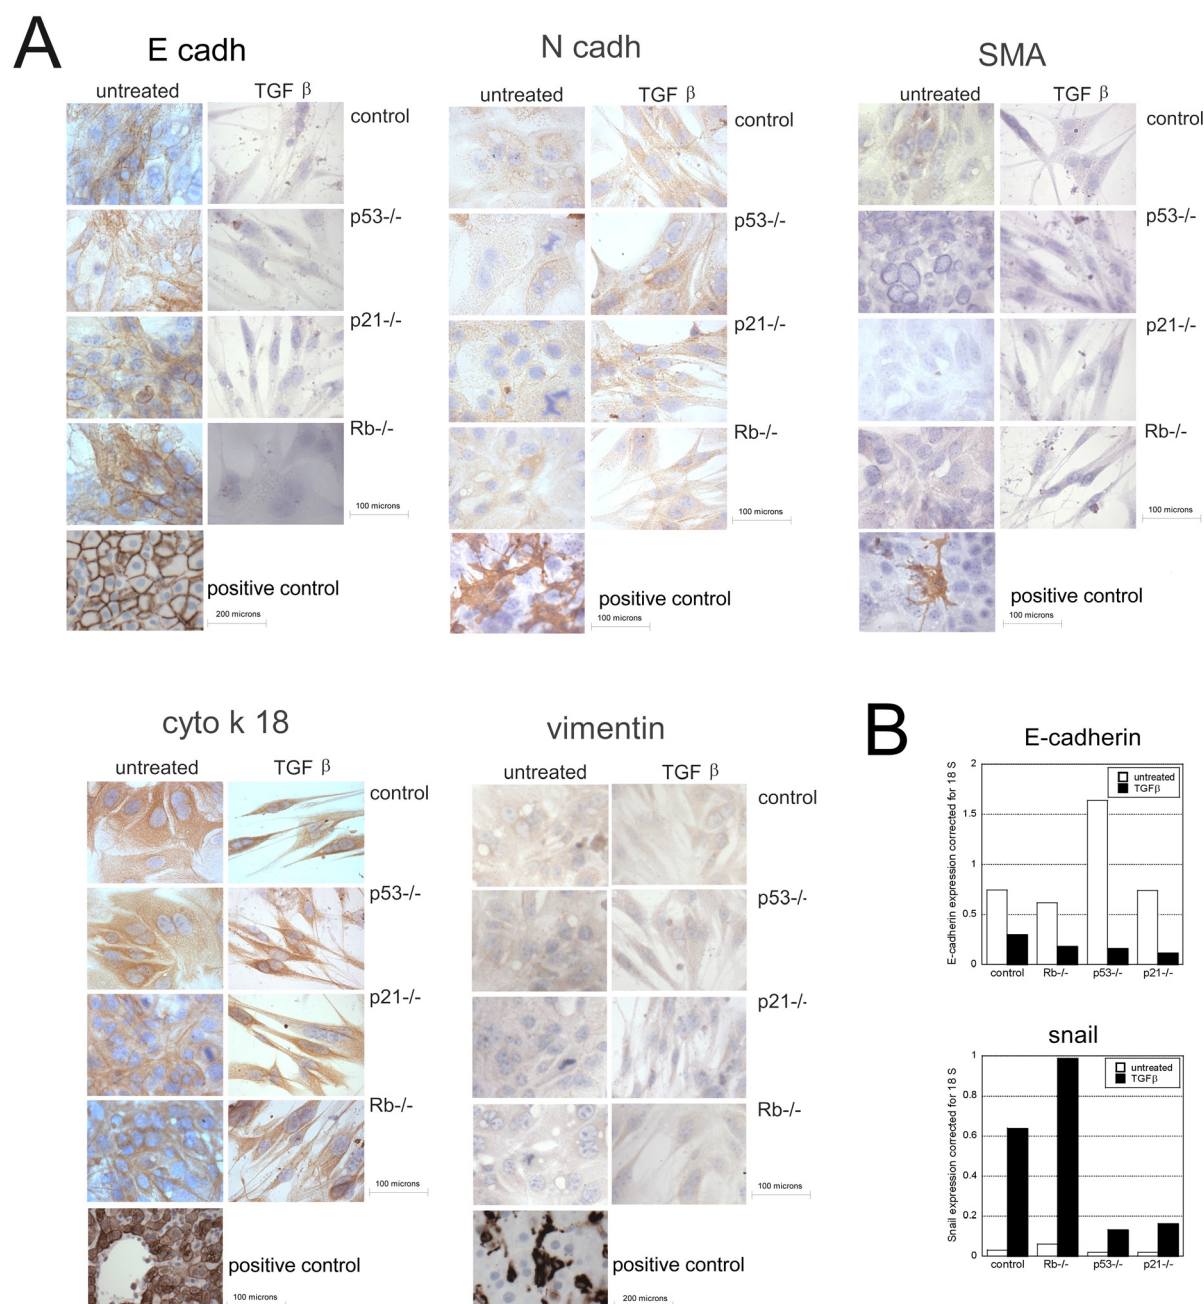 A
E cadh
untreated TGF β
control
p53-/-
p21-/-
Rb-/-
100 microns
positive control
200 microns
N cadh
untreated TGF β
control
p53-/-
p21-/-
Rb-/-
100 microns
positive control
100 microns
SMA
untreated TGF β
control
p53-/-
p21-/-
Rb-/-
100 microns
positive control
100 microns
cyto k 18
untreated TGF β
control
p53-/-
p21-/-
Rb-/-
100 microns
positive control
100 microns
vimentin
untreated TGF β
control
p53-/-
p21-/-
Rb-/-
100 microns
positive control
200 microns
B
E-cadherin
E-cadherin expression corrected for 18 S
2
1.5
1
0.5
0
untreated
TGFβ
control Rb-/- p53-/- p21-/-
snail
Snail expression corrected for 18 S
1
0.8
0.6
0.4
0.2
0
untreated
TGFβ
control Rb-/- p53-/- p21-/-